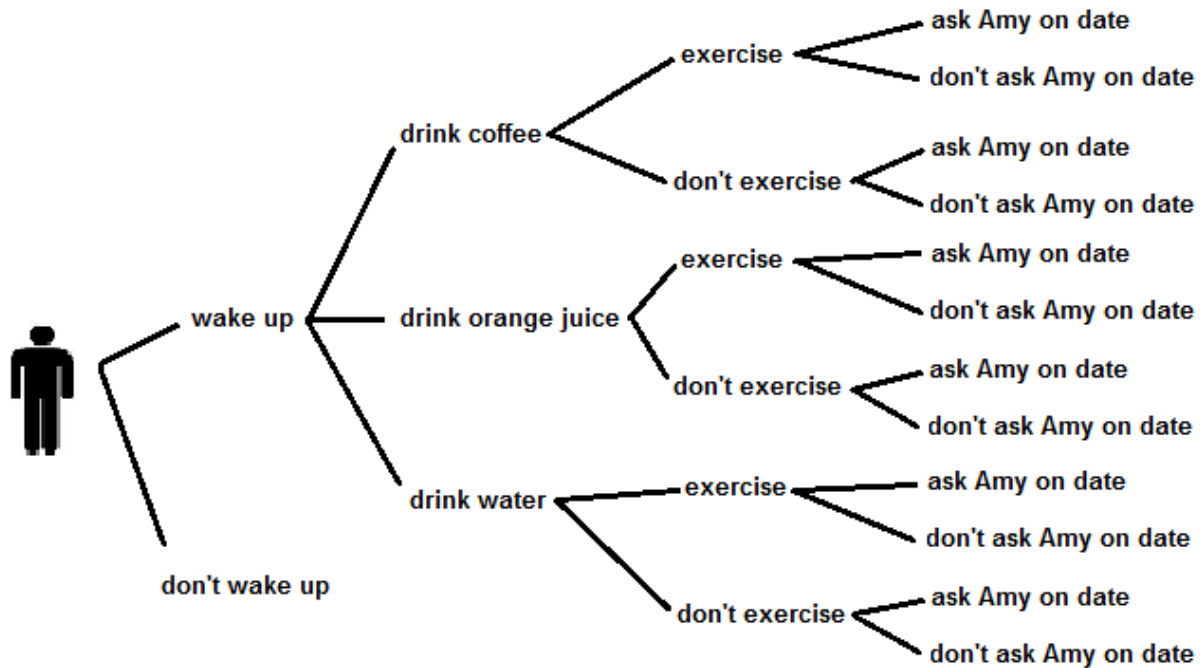 ask Amy on date
exercise
don't ask Amy on date
drink coffee
ask Amy on date
don't exercise
don't ask Amy on date
exercise
ask Amy on date
don't ask Amy on date
wake up
drink orange juice
don't exercise
ask Amy on date
don't ask Amy on date
drink water
exercise
ask Amy on date
don't ask Amy on date
don't wake up
don't exercise
ask Amy on date
don't ask Amy on date